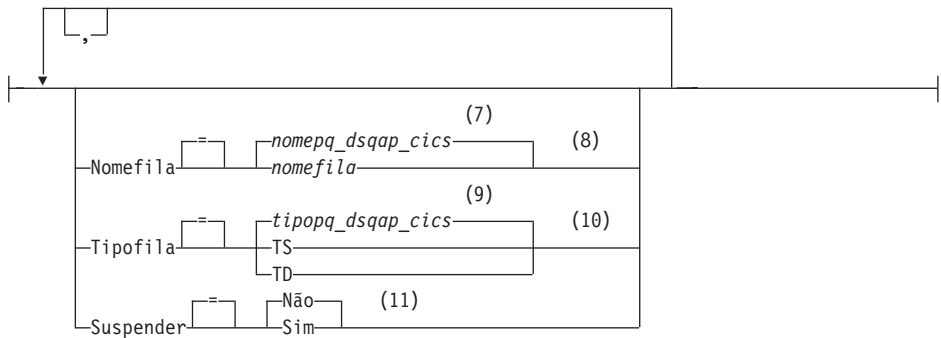 ,
(7)
= nomepq_dsqap_cics (8)
Nomefila nomefila
(9)
= tipopq_dsqap_cics (10)
Tipofila TS
TD
= Não (11)
Suspender Sim